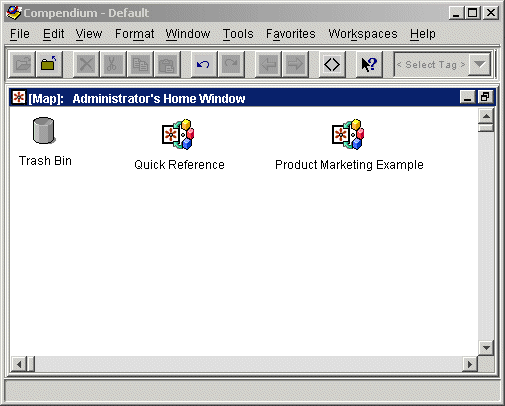 Compendium - Default
File Edit View Format Window Tools Favorites Workspaces Help
< Select Tag >
[Map]: Administrator's Home Window
Trash Bin
Quick Reference
Product Marketing Example